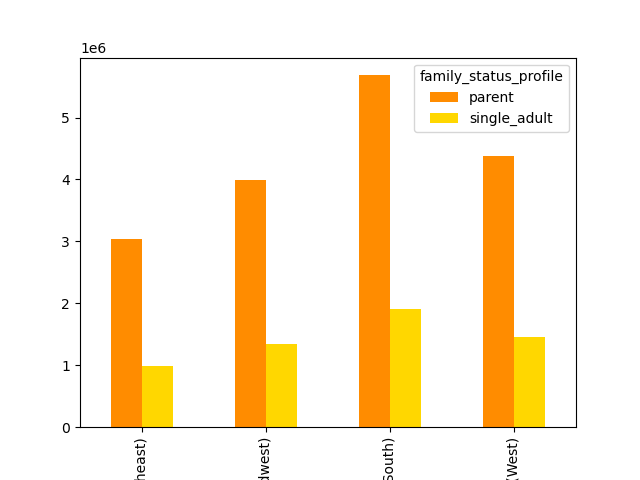 1e6
family_status_profile
parent
single_adult
5
4
3
2
1
0
heast)
dwest)
South)
(West)